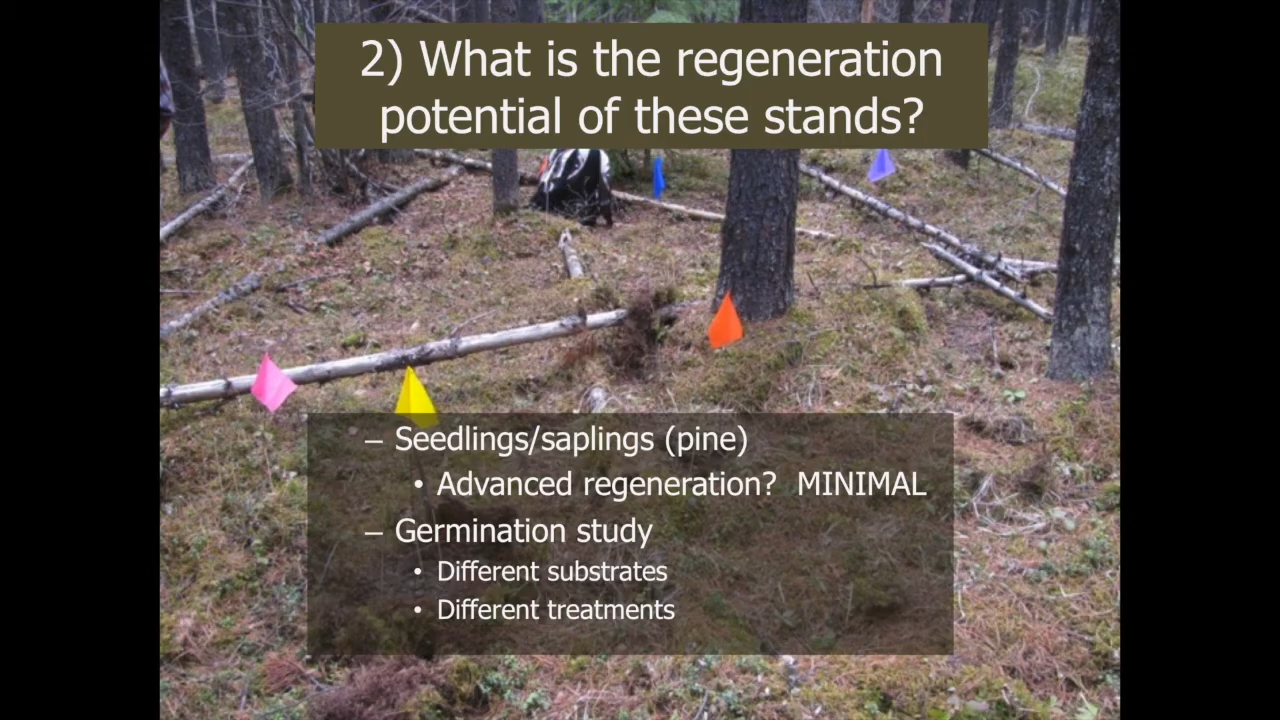 2) What is the regeneration
potential of these stands?
– Seedlings/saplings (pine)
• Advanced regeneration?  MINIMAL
– Germination study
• Different substrates
• Different treatments